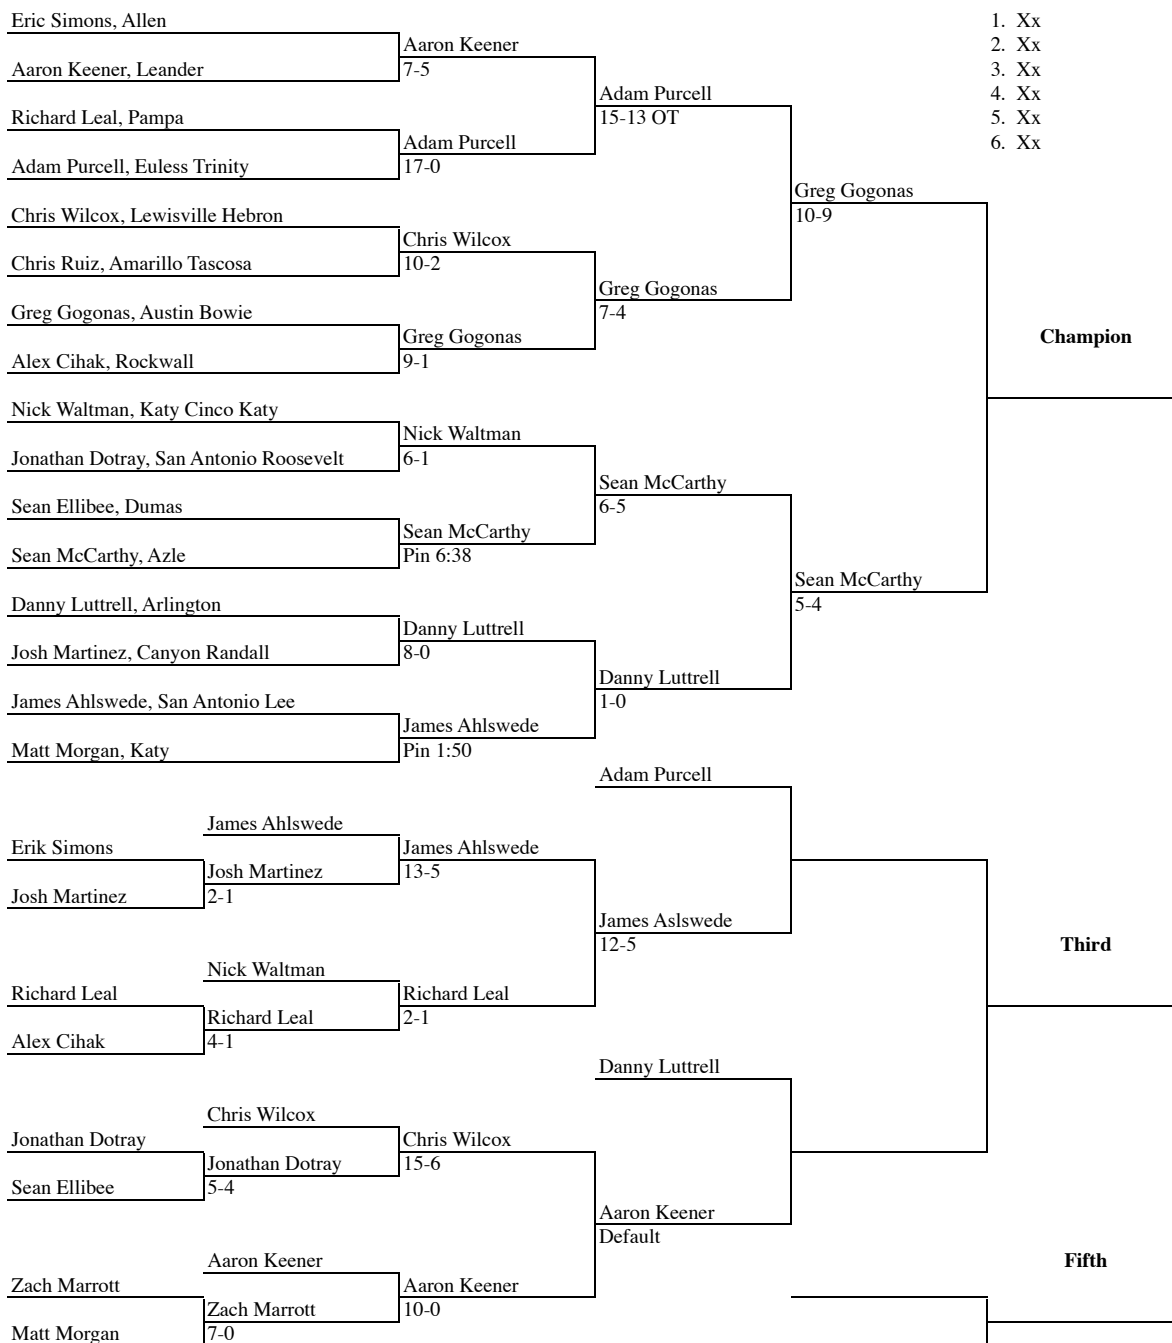 Eric Simons, Allen
Aaron Keener, Leander
Richard Leal, Pampa
Adam Purcell, Euless Trinity
Chris Wilcox, Lewisville Hebron
Chris Ruiz, Amarillo Tascosa
Greg Gogonas, Austin Bowie
Alex Cihak, Rockwall
Nick Waltman, Katy Cinco Katy
Jonathan Dotray, San Antonio Roosevelt
Sean Ellibee, Dumas
Sean McCarthy, Azle
Danny Luttrell, Arlington
Josh Martinez, Canyon Randall
James Ahlswede, San Antonio Lee
Matt Morgan, Katy
Aaron Keener
7-5
Adam Purcell
17-0
Chris Wilcox
10-2
Greg Gogonas
9-1
Nick Waltman
6-1
Sean McCarthy
Pin 6:38
Danny Luttrell
8-0
James Ahlswede
Pin 1:50
Adam Purcell
15-13 OT
Greg Gogonas
7-4
Sean McCarthy
6-5
Danny Luttrell
1-0
Greg Gogonas
10-9
Sean McCarthy
5-4
1. Xx
2. Xx
3. Xx
4. Xx
5. Xx
6. Xx
Champion
Erik Simons
Josh Martinez
Richard Leal
Alex Cihak
Jonathan Dotray
Sean Ellibee
Zach Marrott
Matt Morgan
James Ahlswede
Josh Martinez
2-1
Nick Waltman
Richard Leal
4-1
Chris Wilcox
Jonathan Dotray
5-4
Aaron Keener
Zach Marrott
7-0
James Ahlswede
13-5
Richard Leal
2-1
Chris Wilcox
15-6
Aaron Keener
10-0
Adam Purcell
James Aslswede
12-5
Danny Luttrell
Aaron Keener
Default
Third
Fifth